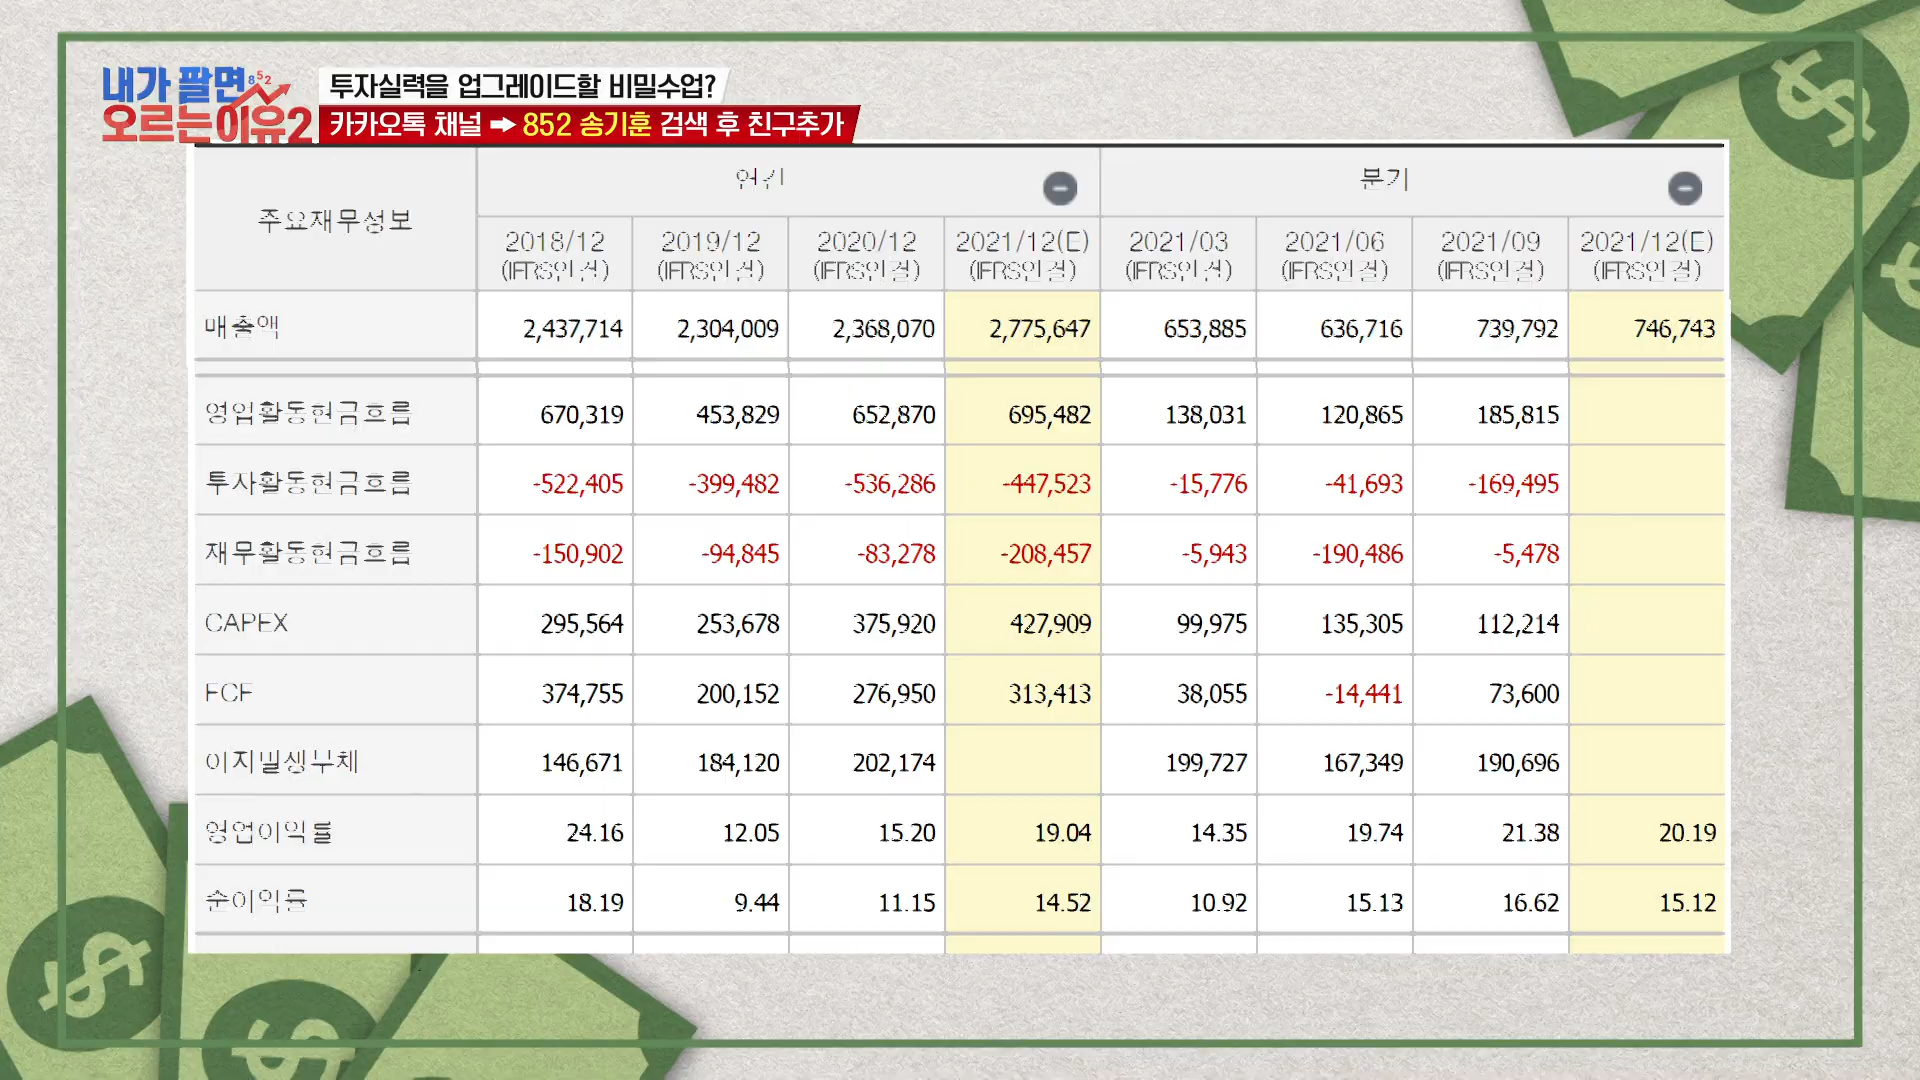 내가 팔면 852
오르는 이유2
투자실력을 업그레이드할 비밀수업?
카카오톡 채널 ➡ 852 송기훈 검색 후 친구추가
주요재무정보 연간 분기
2018/12 2019/12 2020/12 2021/12(E) 2021/03 2021/06 2021/09 2021/12(E)
(IFRS연결) (IFRS연결) (IFRS연결) (IFRS연결) (IFRS연결) (IFRS연결) (IFRS연결) (IFRS연결)
매출액 2,437,714 2,304,009 2,368,070 2,775,647 653,885 636,716 739,792 746,743
영업활동현금흐름 670,319 453,829 652,870 695,482 138,031 120,865 185,815
투자활동현금흐름 -522,405 -399,482 -536,286 -447,523 -15,776 -41,693 -169,495
재무활동현금흐름 -150,902 -94,845 -83,278 -208,457 -5,943 -190,486 -5,478
CAPEX 295,564 253,678 375,920 427,909 99,975 135,305 112,214
FCF 374,755 200,152 276,950 313,413 38,055 -14,441 73,600
이자발생부채 146,671 184,120 202,174 199,727 167,349 190,696
영업이익률 24.16 12.05 15.20 19.04 14.35 19.74 21.38 20.19
순이익률 18.19 9.44 11.15 14.52 10.92 15.13 16.62 15.12